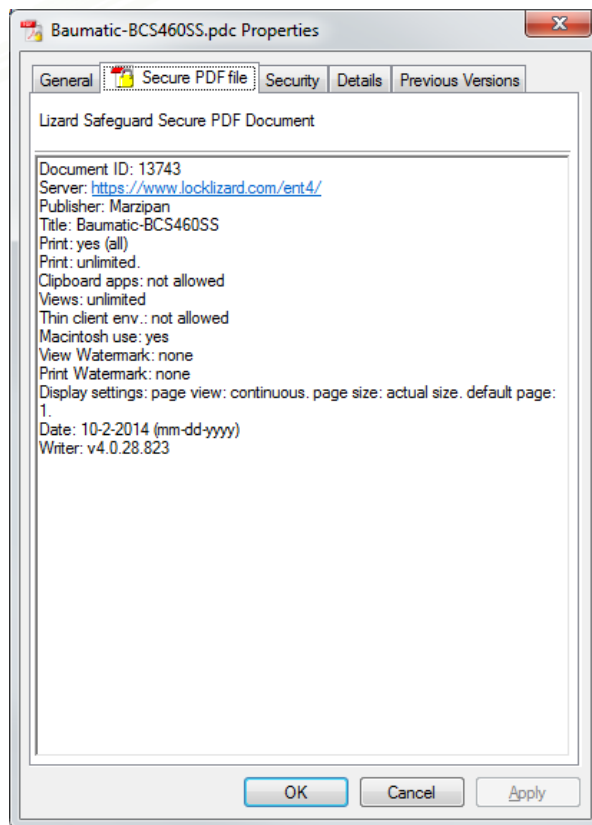 Baumatic-BCS460SS.pdc Properties
General Secure PDF file Security Details Previous Versions
Lizard Safeguard Secure PDF Document
Document ID: 13743
Server: https://www.locklizard.com/ent4/
Publisher: Marzipan
Title: Baumatic-BCS460SS
Print: yes (all)
Print: unlimited.
Clipboard apps: not allowed
Views: unlimited
Thin client env.: not allowed
Macintosh use: yes
View Watermark: none
Print Watermark: none
Display settings: page view: continuous. page size: actual size. default page:
1.
Date: 10-2-2014 (mm-dd-yyyy)
Writer: v4.0.28.823
OK Cancel Apply